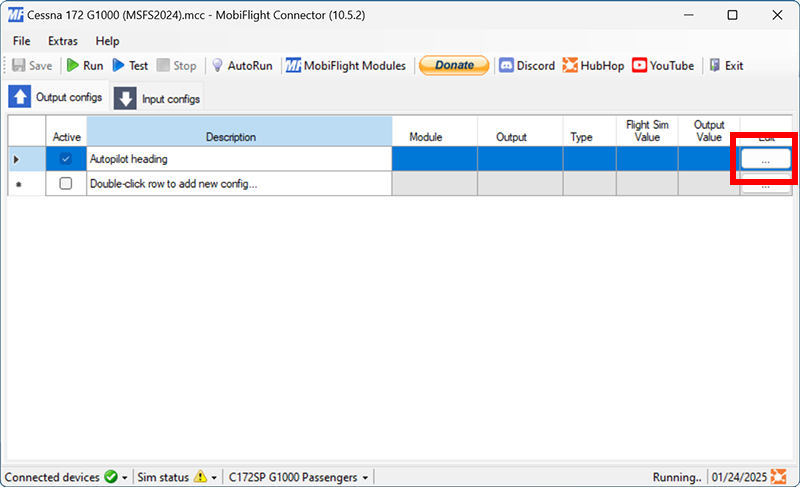 MF Cessna 172 G1000 (MSFS2024).mcc - MobiFlight Connector (10.5.2)
File Extras Help
Save Run Test Stop AutoRun MF MobiFlight Modules Donate Discord HubHop YouTube Exit
Output configs Input configs
Active Description Module Output Type Flight Sim Value Output Value Edit
Autopilot heading ...
Double-click row to add new config... ...
Connected devices Sim status C172SP G1000 Passengers Running.. 01/24/2025